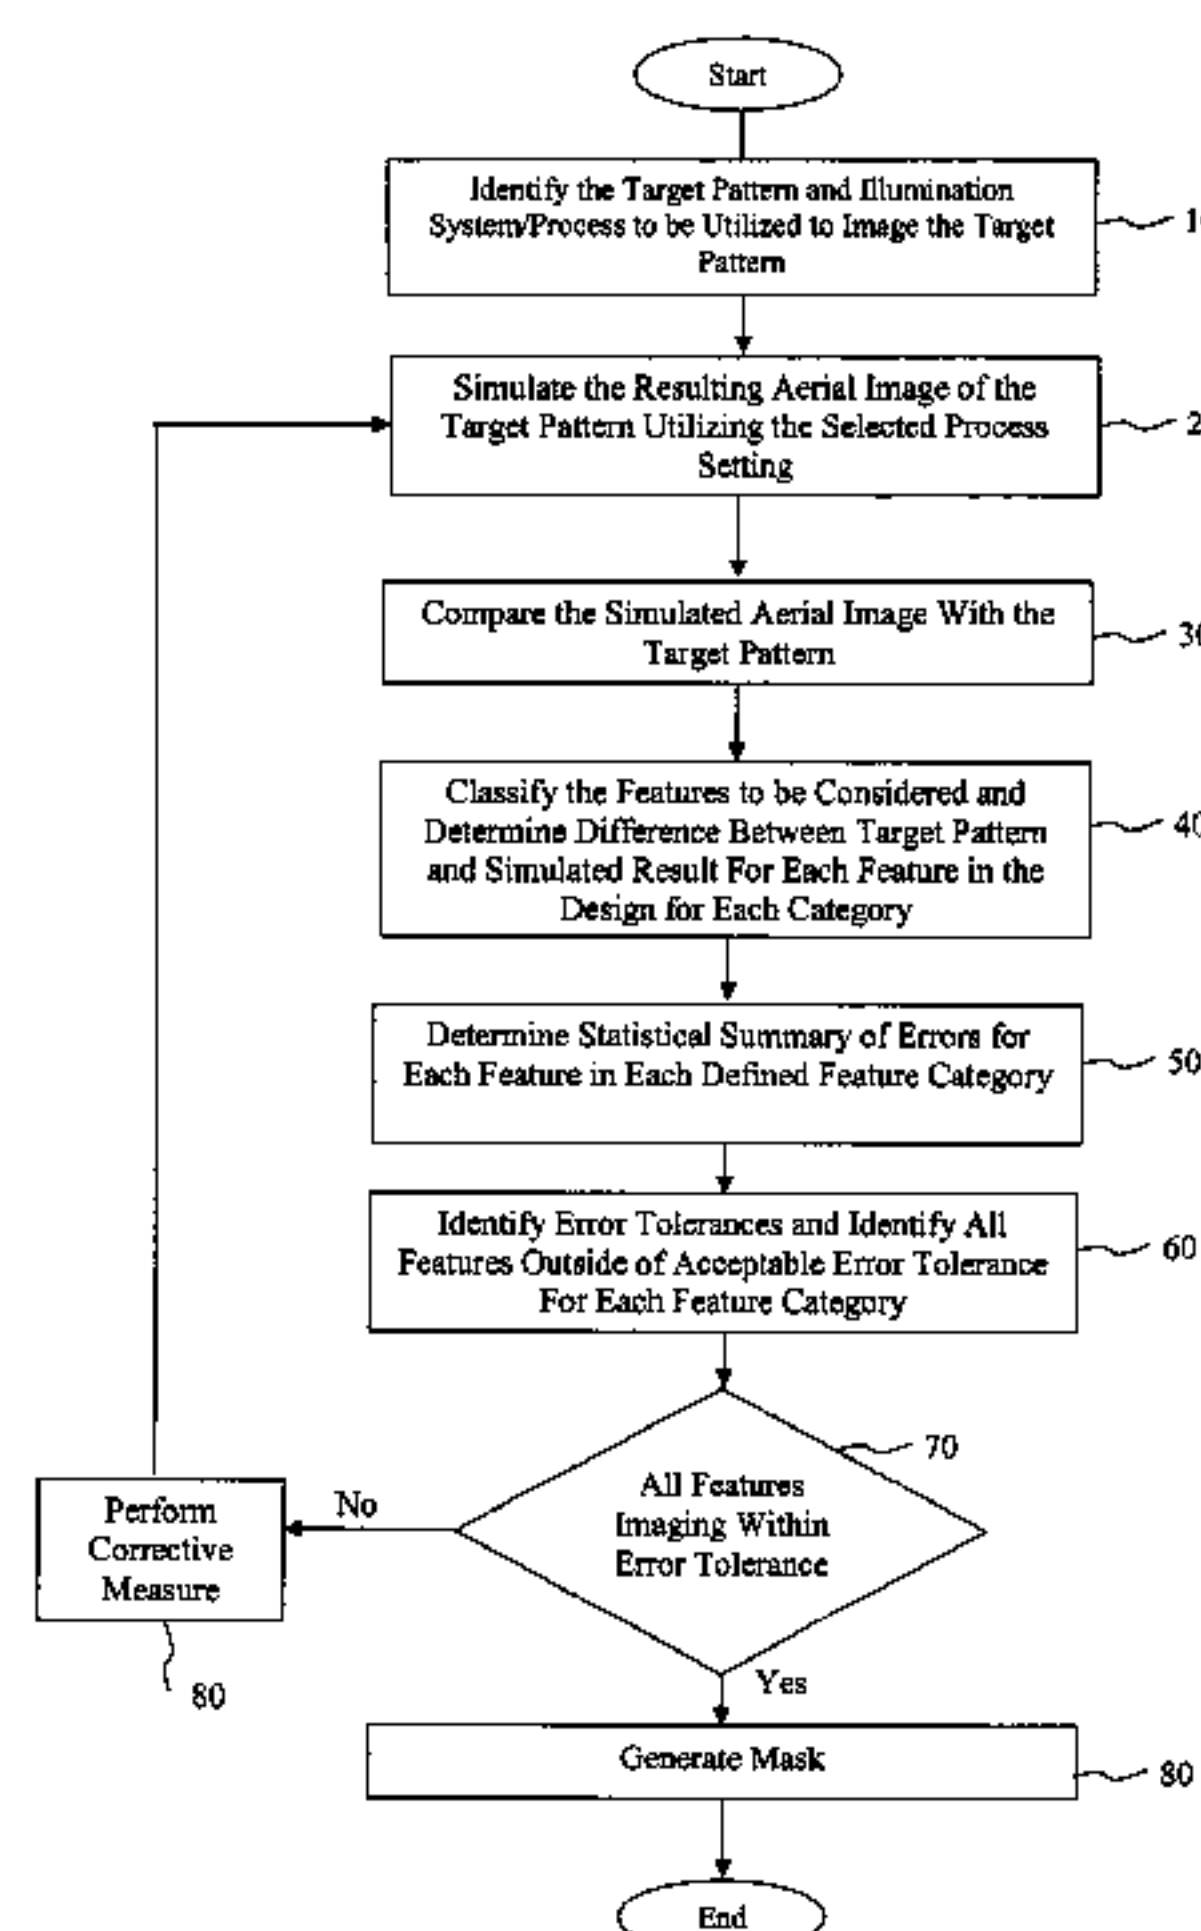 Start
Identify the Target Pattern and Illumination
System/Process to be Utilized to Image the Target
Pattern
Simulate the Resulting Aerial Image of the
Target Pattern Utilizing the Selected Process
Setting
Compare the Simulated Aerial Image With the
Target Pattern
Classify the Features to be Considered and
Determine Difference Between Target Pattern
and Simulated Result For Each Feature in the
Design for Each Category
40
Determine Statistical Summary of Errors for
Each Feature in Each Defined Feature Category
50
Identify Error Tolerances and Identify All
Features Outside of Acceptable Error Tolerance
For Each Feature Category
60
70
All Features
Imaging Within
Error Tolerance
No
Perform
Corrective
Measure
80
Yes
Generate Mask
80
End